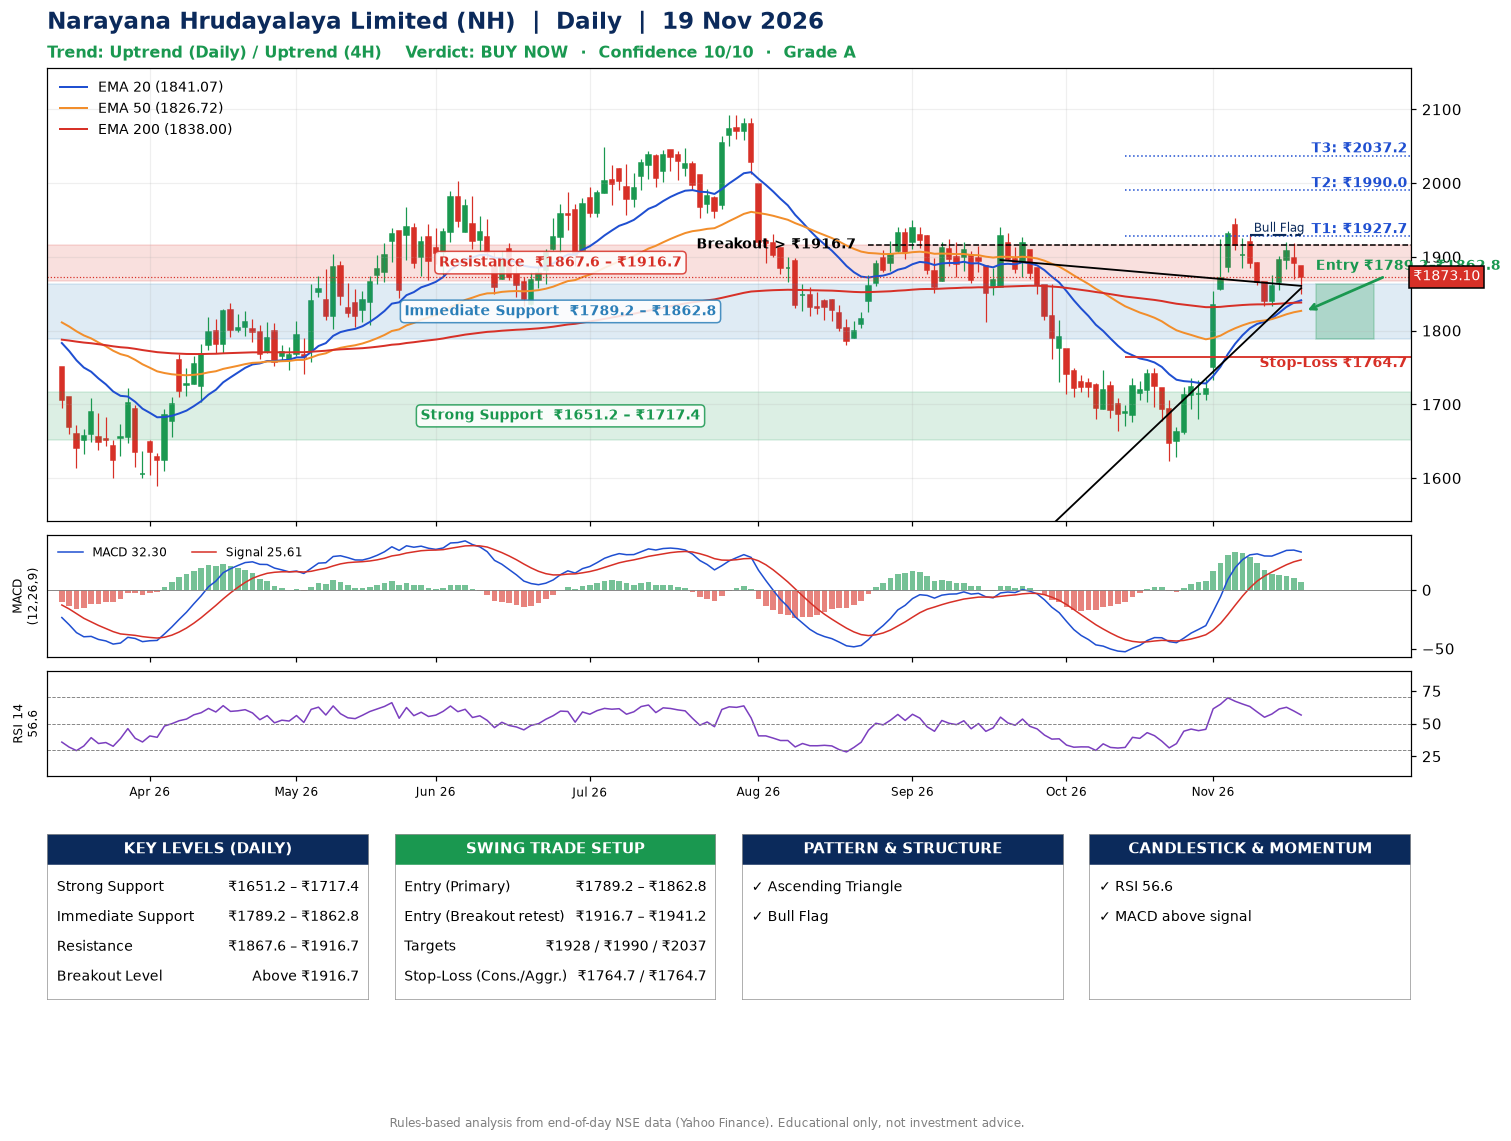 Narayana Hrudayalaya Limited (NH) | Daily | 19 Nov 2026
Trend: Uptrend (Daily) / Uptrend (4H) Verdict: BUY NOW · Confidence 10/10 · Grade A
EMA 20 (1841.07)
EMA 50 (1826.72)
EMA 200 (1838.00)
2100
T3: ₹2037.2
2000
T2: ₹1990.0
Bull Flag T1: ₹1927.7
Breakout > ₹1916.7
1900
Resistance ₹1867.6 – ₹1916.7
Entry ₹1789.2–₹1862.8
₹1873.10
Immediate Support ₹1789.2 – ₹1862.8
1800
Stop-Loss ₹1764.7
1700
Strong Support ₹1651.2 – ₹1717.4
1600
MACD 32.30 Signal 25.61
MACD
(12,26,9)
0
−50
RSI 14
56.6
75
50
25
Apr 26 May 26 Jun 26 Jul 26 Aug 26 Sep 26 Oct 26 Nov 26
KEY LEVELS (DAILY)
Strong Support ₹1651.2 – ₹1717.4
Immediate Support ₹1789.2 – ₹1862.8
Resistance ₹1867.6 – ₹1916.7
Breakout Level Above ₹1916.7
SWING TRADE SETUP
Entry (Primary) ₹1789.2 – ₹1862.8
Entry (Breakout retest) ₹1916.7 – ₹1941.2
Targets ₹1928 / ₹1990 / ₹2037
Stop-Loss (Cons./Aggr.) ₹1764.7 / ₹1764.7
PATTERN & STRUCTURE
✓ Ascending Triangle
✓ Bull Flag
CANDLESTICK & MOMENTUM
✓ RSI 56.6
✓ MACD above signal
Rules-based analysis from end-of-day NSE data (Yahoo Finance). Educational only, not investment advice.